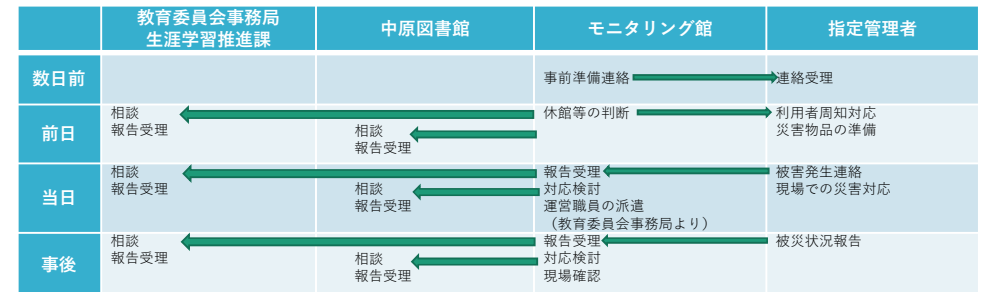 教育委員会事務局
生涯学習推進課
中原図書館
モニタリング館
指定管理者
数日前
事前準備連絡
連絡受理
前日
相談
報告受理
相談
報告受理
休館等の判断
利用者周知対応
災害物品の準備
当日
相談
報告受理
相談
報告受理
報告受理
対応検討
運営職員の派遣
（教育委員会事務局より）
被害発生連絡
現場での災害対応
事後
相談
報告受理
相談
報告受理
報告受理
対応検討
現場確認
被災状況報告